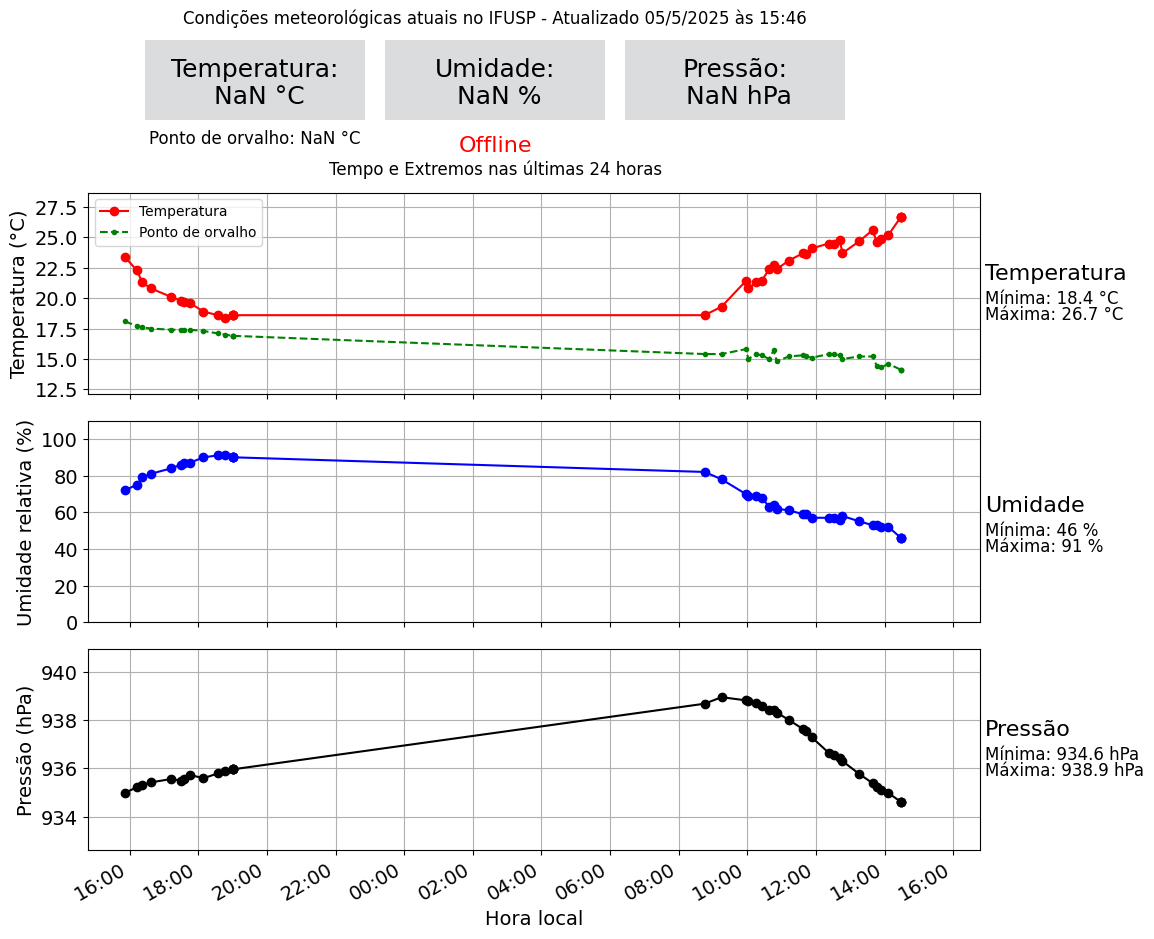 Condições meteorológicas atuais no IFUSP - Atualizado 05/5/2025 às 15:46
Temperatura:
NaN °C
Umidade:
NaN %
Pressão:
NaN hPa
Ponto de orvalho: NaN °C
Offline
Tempo e Extremos nas últimas 24 horas
Temperatura (°C)
27.5
25.0
22.5
20.0
17.5
15.0
12.5
Temperatura
Ponto de orvalho
Temperatura
Mínima: 18.4 °C
Máxima: 26.7 °C
Umidade relativa (%)
100
80
60
40
20
0
Umidade
Mínima: 46 %
Máxima: 91 %
Pressão (hPa)
940
938
936
934
Pressão
Mínima: 934.6 hPa
Máxima: 938.9 hPa
16:00 18:00 20:00 22:00 00:00 02:00 04:00 06:00 08:00 10:00 12:00 14:00 16:00
Hora local